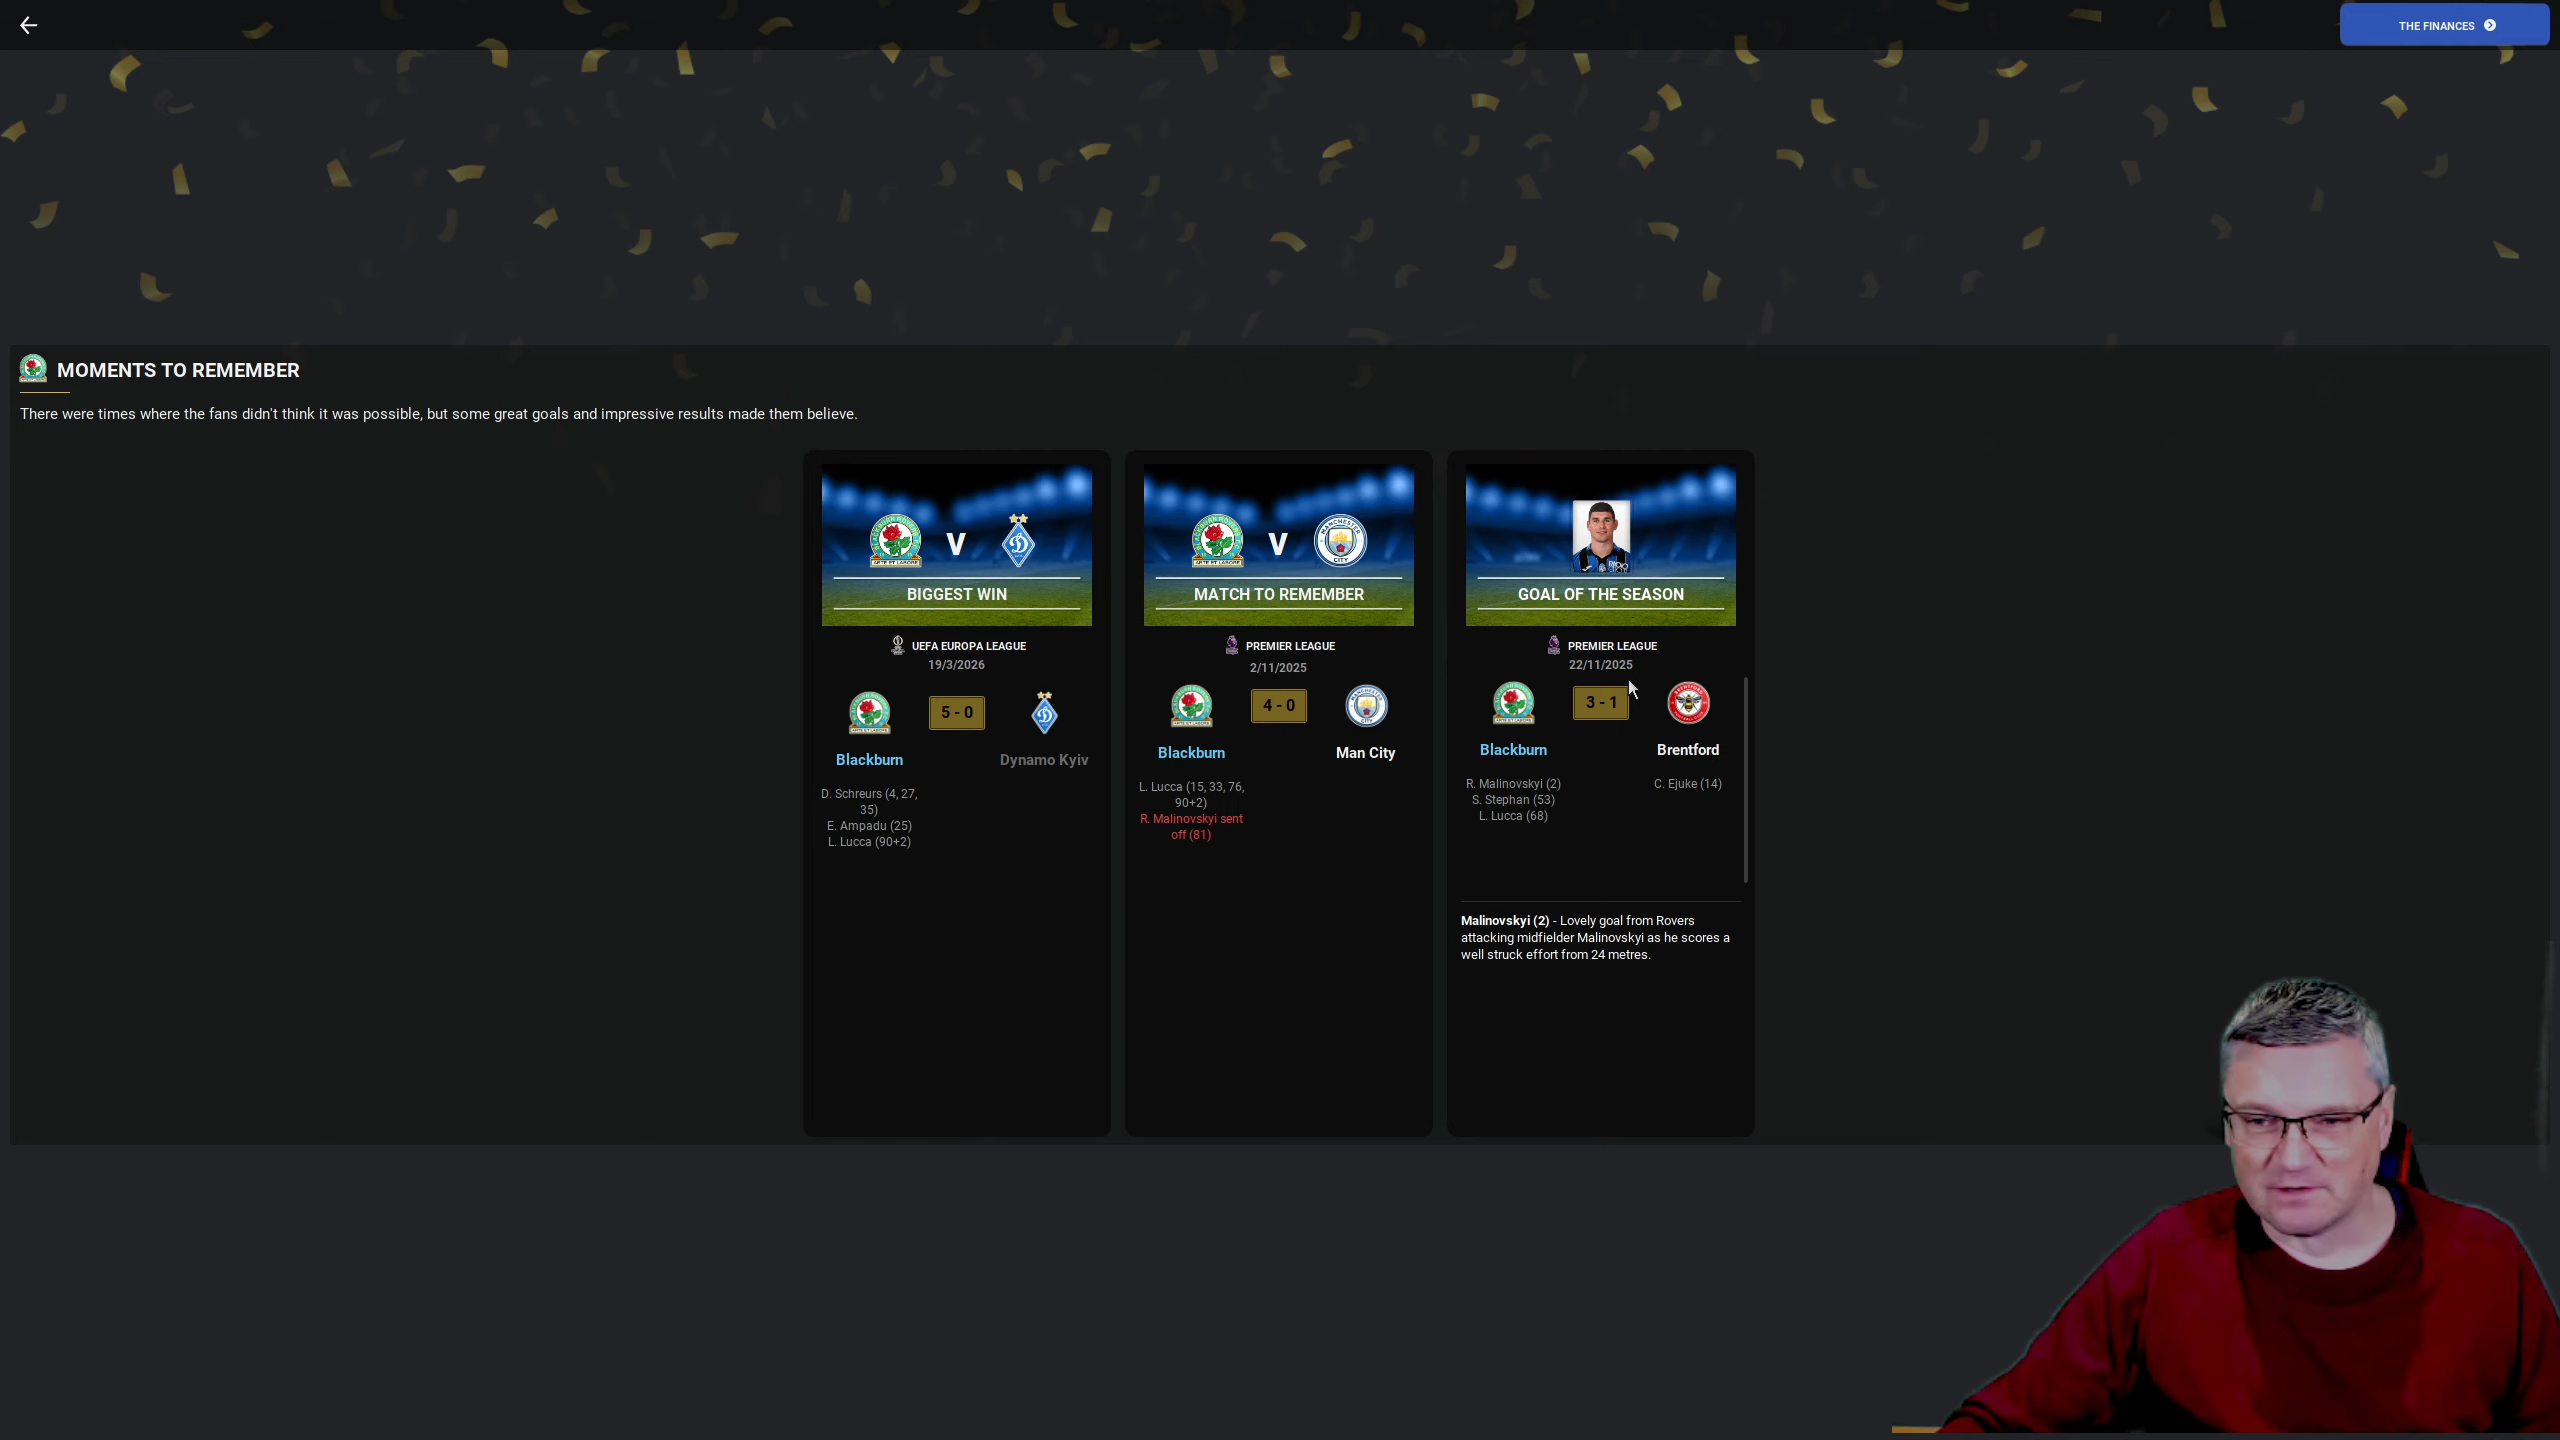 THE FINANCES
MOMENTS TO REMEMBER
There were times where the fans didn't think it was possible, but some great goals and impressive results made them believe.
V
BIGGEST WIN
UEFA EUROPA LEAGUE
19/3/2026
5 - 0
Blackburn
Dynamo Kyiv
D. Schreurs (4, 27,
35)
E. Ampadu (25)
L. Lucca (90+2)
V
MATCH TO REMEMBER
PREMIER LEAGUE
2/11/2025
4 - 0
Blackburn
Man City
L. Lucca (15, 33, 76,
90+2)
R. Malinovskyi sent
off (81)
GOAL OF THE SEASON
PREMIER LEAGUE
22/11/2025
3 - 1
Blackburn
Brentford
R. Malinovskyi (2)
S. Stephan (53)
L. Lucca (68)
C. Ejuke (14)
Malinovskyi (2) - Lovely goal from Rovers
attacking midfielder Malinovskyi as he scores a
well struck effort from 24 metres.